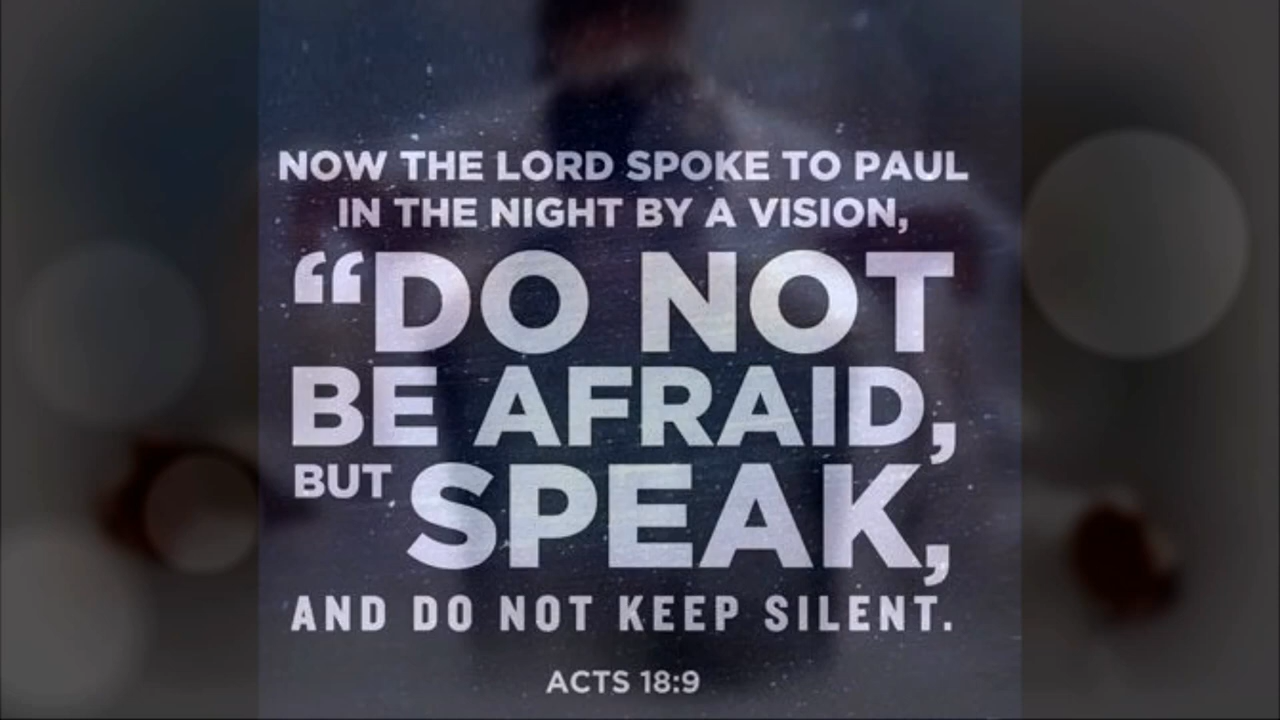 NOW THE LORD SPOKE TO PAUL
IN THE NIGHT BY A VISION,
“DO NOT
BE AFRAID,
BUT SPEAK,
AND DO NOT KEEP SILENT.
ACTS 18:9